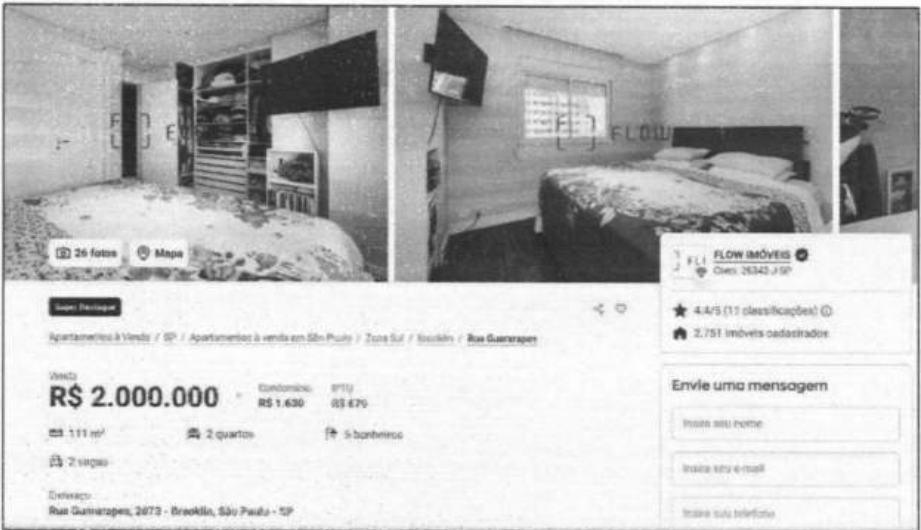 FLOW
26 fotos
Mapa
FLOW IMÓVEIS
Creci: 26343-J-SP
4.4/5 (11 classificações)
2.751 imóveis cadastrados
Super Destaque
Apartamentos à Venda / SP / Apartamentos à venda em São Paulo / Zona Sul / Brooklin / Rua Guararapes
Venda
R$ 2.000.000
Condomínio
R$ 1.630
IPTU
R$ 679
111 m²
2 quartos
5 banheiros
2 vagas
Endereço
Rua Guararapes, 2073 - Brooklin, São Paulo - SP
Envie uma mensagem
Insira seu nome
Insira seu e-mail
Insira seu telefone